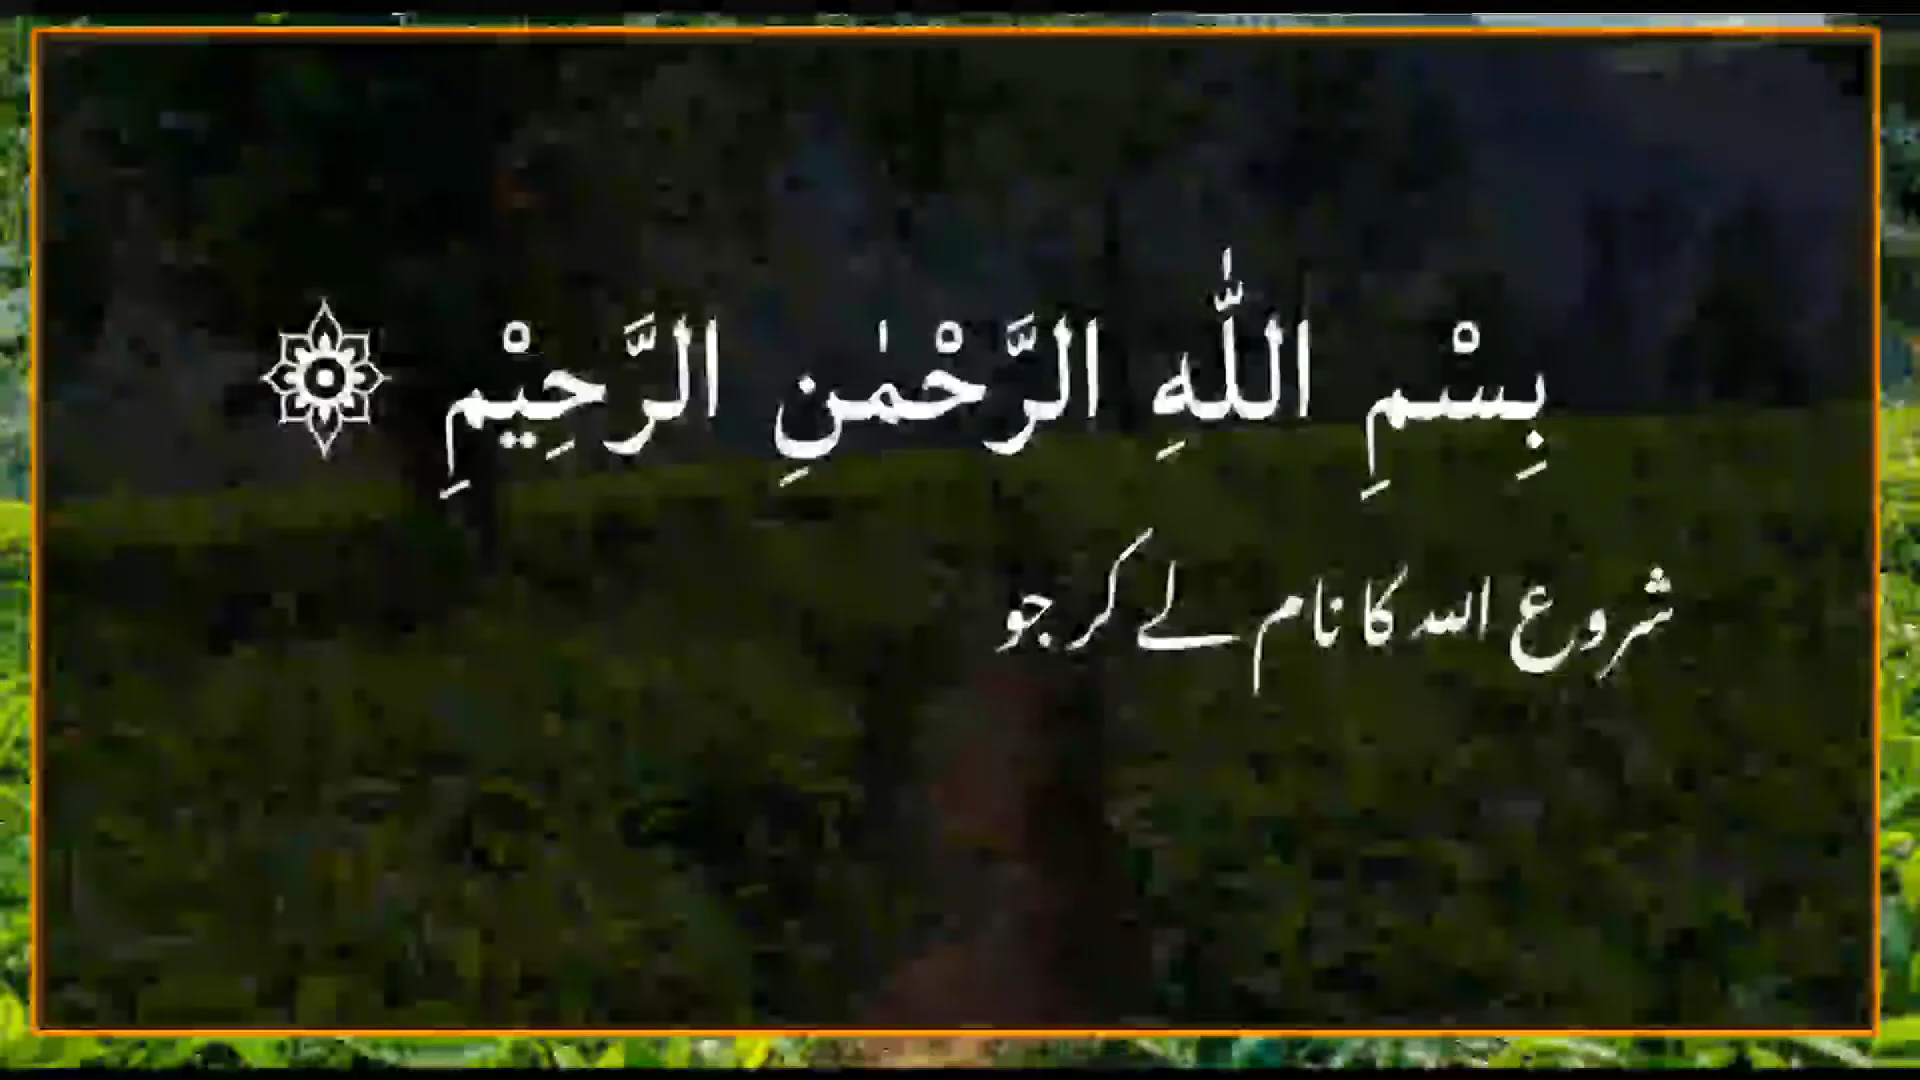 بِسْمِ اللّٰهِ الرَّحْمٰنِ الرَّحِيْمِ
شروع اللہ کا نام لے کر جو